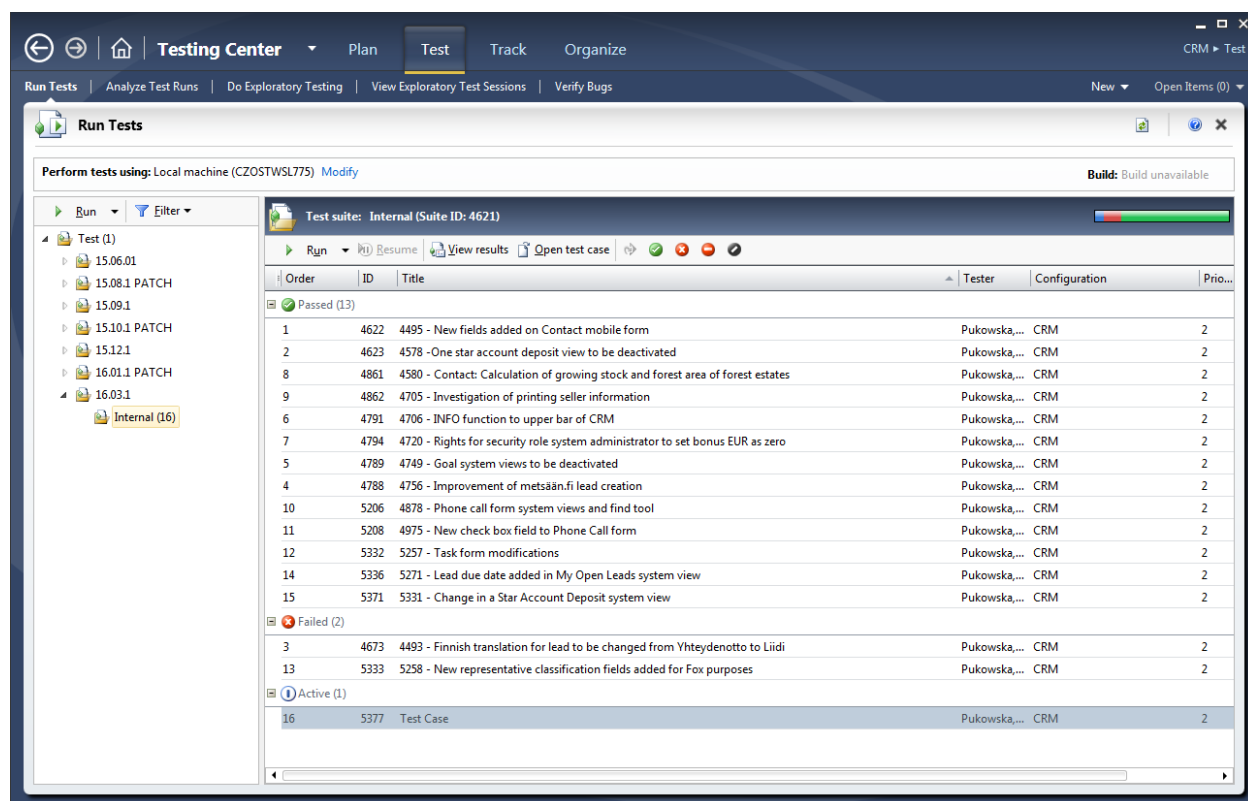 Testing Center Plan Test Track Organize CRM ▸ Test
Run Tests | Analyze Test Runs | Do Exploratory Testing | View Exploratory Test Sessions | Verify Bugs New Open Items (0)
Run Tests
Perform tests using: Local machine (CZOSTWSL775) Modify Build: Build unavailable
Run Filter
Test (1)
15.06.01
15.08.1 PATCH
15.09.1
15.10.1 PATCH
15.12.1
16.01.1 PATCH
16.03.1
Internal (16)
Test suite: Internal (Suite ID: 4621)
Run Resume View results Open test case
Order ID Title Tester Configuration Prio...
Passed (13)
1 4622 4495 - New fields added on Contact mobile form Pukowska,... CRM 2
2 4623 4578 -One star account deposit view to be deactivated Pukowska,... CRM 2
8 4861 4580 - Contact: Calculation of growing stock and forest area of forest estates Pukowska,... CRM 2
9 4862 4705 - Investigation of printing seller information Pukowska,... CRM 2
6 4791 4706 - INFO function to upper bar of CRM Pukowska,... CRM 2
7 4794 4720 - Rights for security role system administrator to set bonus EUR as zero Pukowska,... CRM 2
5 4789 4749 - Goal system views to be deactivated Pukowska,... CRM 2
4 4788 4756 - Improvement of metsään.fi lead creation Pukowska,... CRM 2
10 5206 4878 - Phone call form system views and find tool Pukowska,... CRM 2
11 5208 4975 - New check box field to Phone Call form Pukowska,... CRM 2
12 5332 5257 - Task form modifications Pukowska,... CRM 2
14 5336 5271 - Lead due date added in My Open Leads system view Pukowska,... CRM 2
15 5371 5331 - Change in a Star Account Deposit system view Pukowska,... CRM 2
Failed (2)
3 4673 4493 - Finnish translation for lead to be changed from Yhteydenotto to Liidi Pukowska,... CRM 2
13 5333 5258 - New representative classification fields added for Fox purposes Pukowska,... CRM 2
Active (1)
16 5377 Test Case Pukowska,... CRM 2